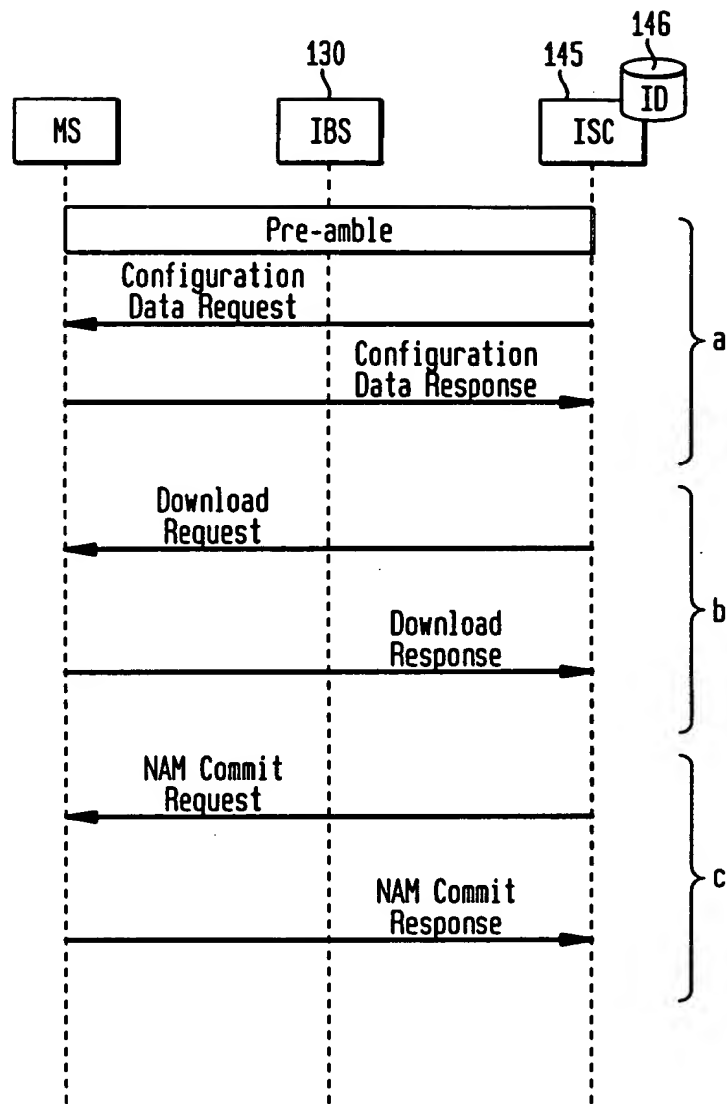 146
130
145
ID
MS
IBS
ISC
Pre-amble
Configuration
Data Request
a
Configuration
Data Response
Download
Request
b
Download
Response
NAM Commit
Request
c
NAM Commit
Response